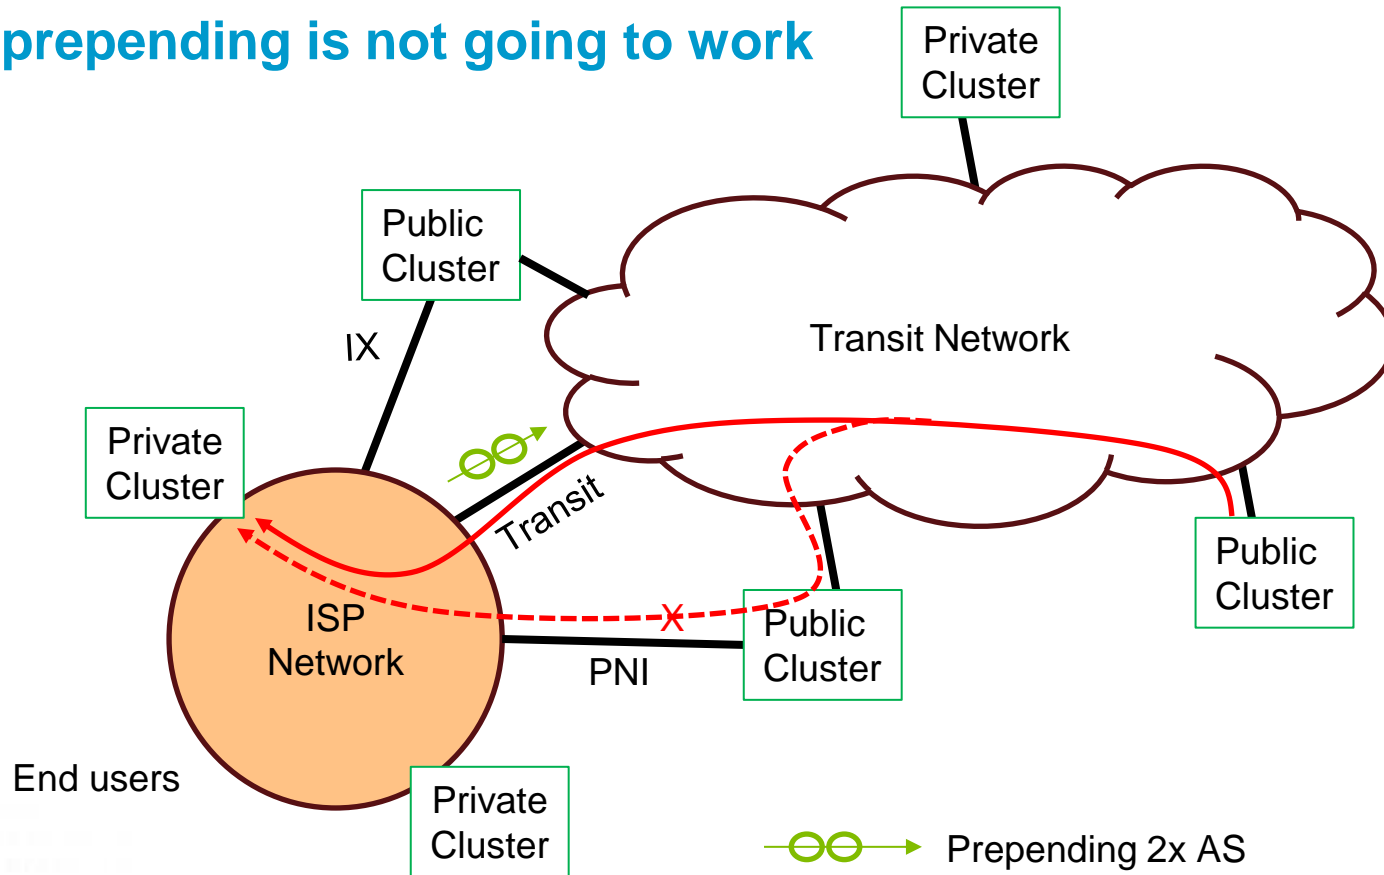 prepending is not going to work
Private
Cluster
Public
Cluster
Transit Network
IX
Private
Cluster
Transit
Public
Cluster
ISP
Network
X
Public
Cluster
PNI
End users
Private
Cluster
Prepending 2x AS